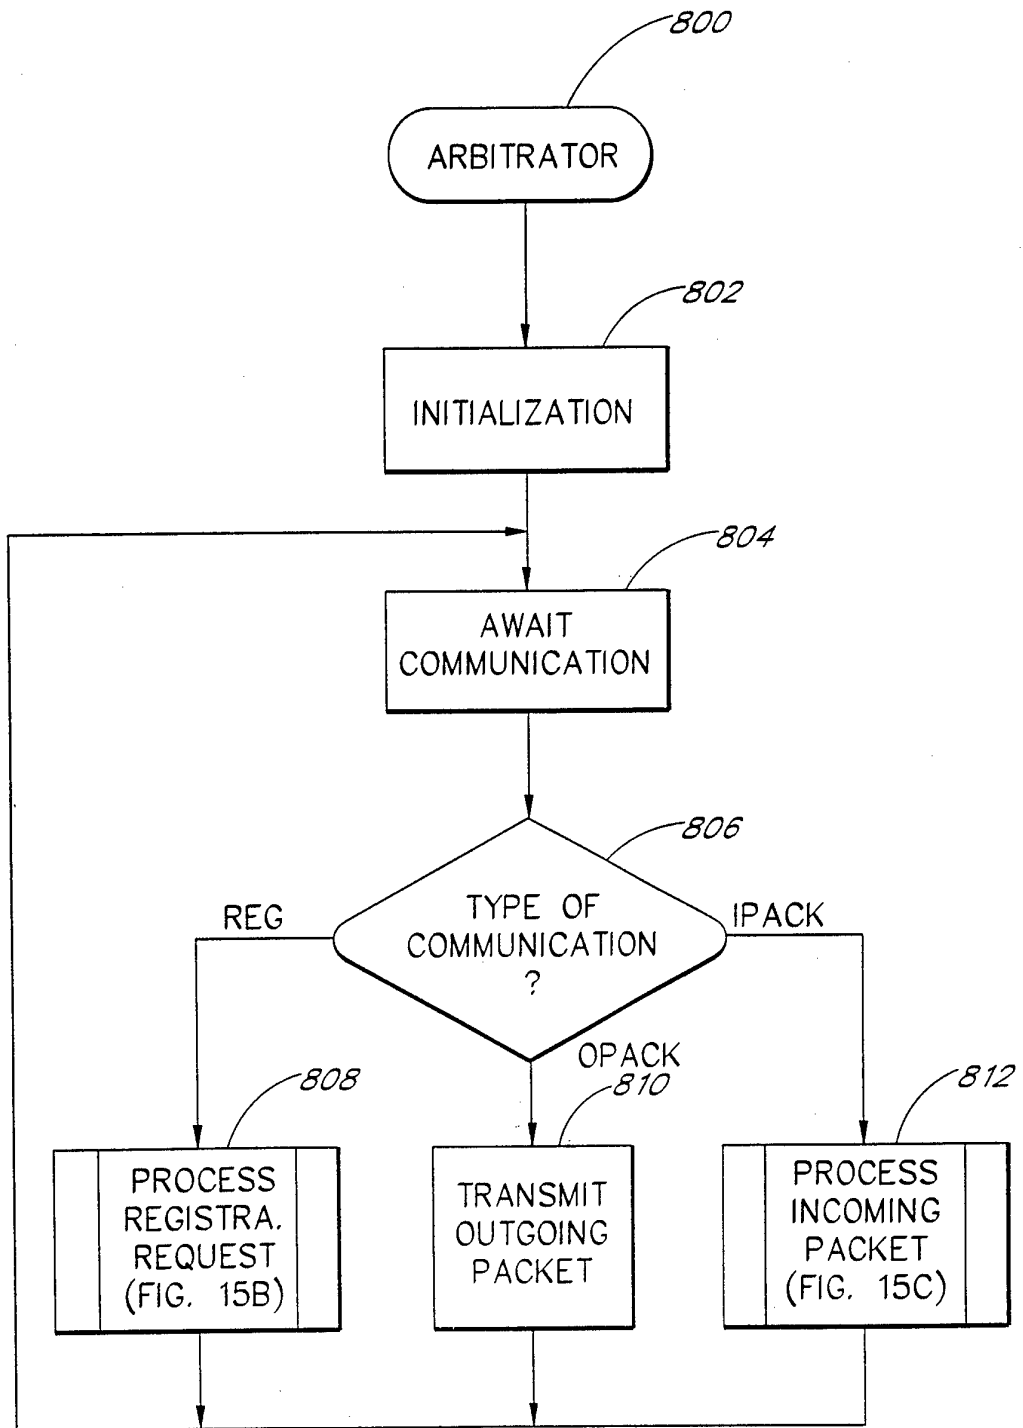 800
ARBITRATOR
802
INITIALIZATION
804
AWAIT
COMMUNICATION
806
TYPE OF
COMMUNICATION
?
REG
IPACK
OPACK
808
PROCESS
REGISTRA.
REQUEST
(FIG. 15B)
810
TRANSMIT
OUTGOING
PACKET
812
PROCESS
INCOMING
PACKET
(FIG. 15C)